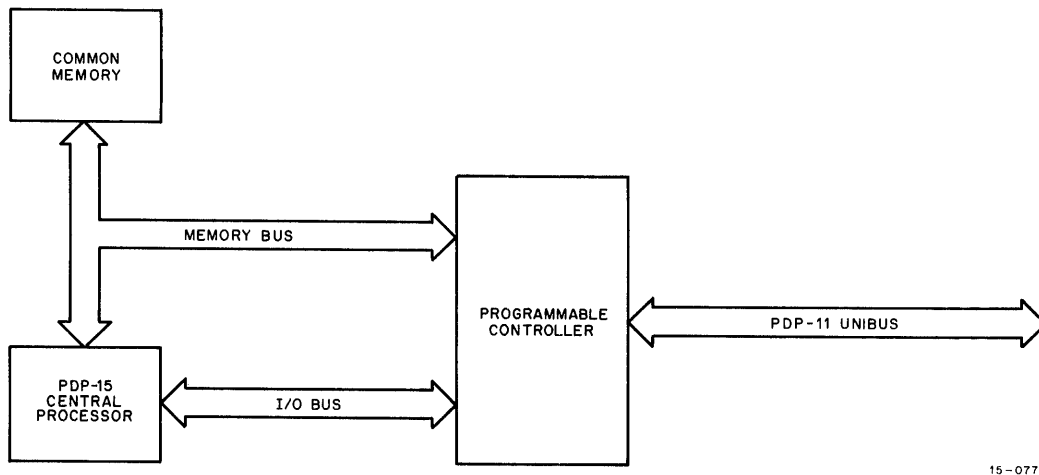 COMMON
MEMORY
MEMORY BUS
PROGRAMMABLE
CONTROLLER
PDP-11 UNIBUS
PDP-15
CENTRAL
PROCESSOR
I/O BUS
15-077